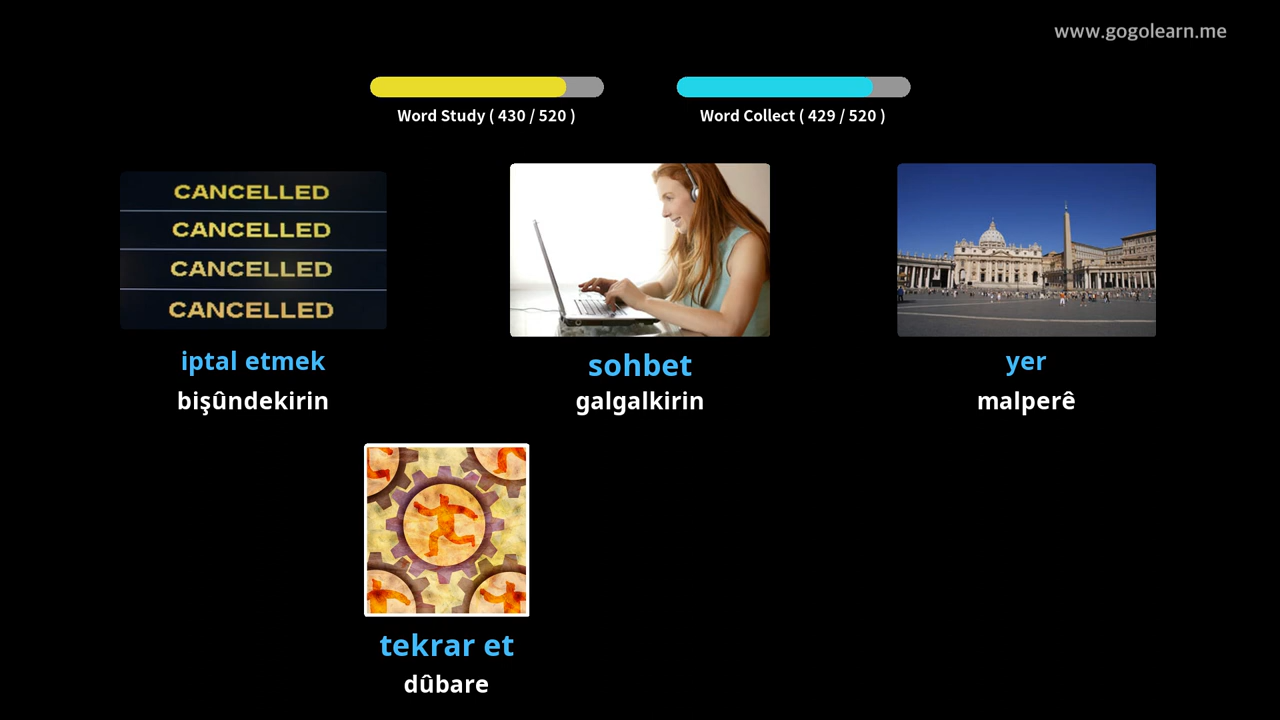 www.gogolearn.me
Word Study ( 430 / 520 )
Word Collect ( 429 / 520 )
CANCELLED
CANCELLED
CANCELLED
CANCELLED
iptal etmek
bişûndekirin
sohbet
galgalkirin
yer
malperê
tekrar et
dûbare